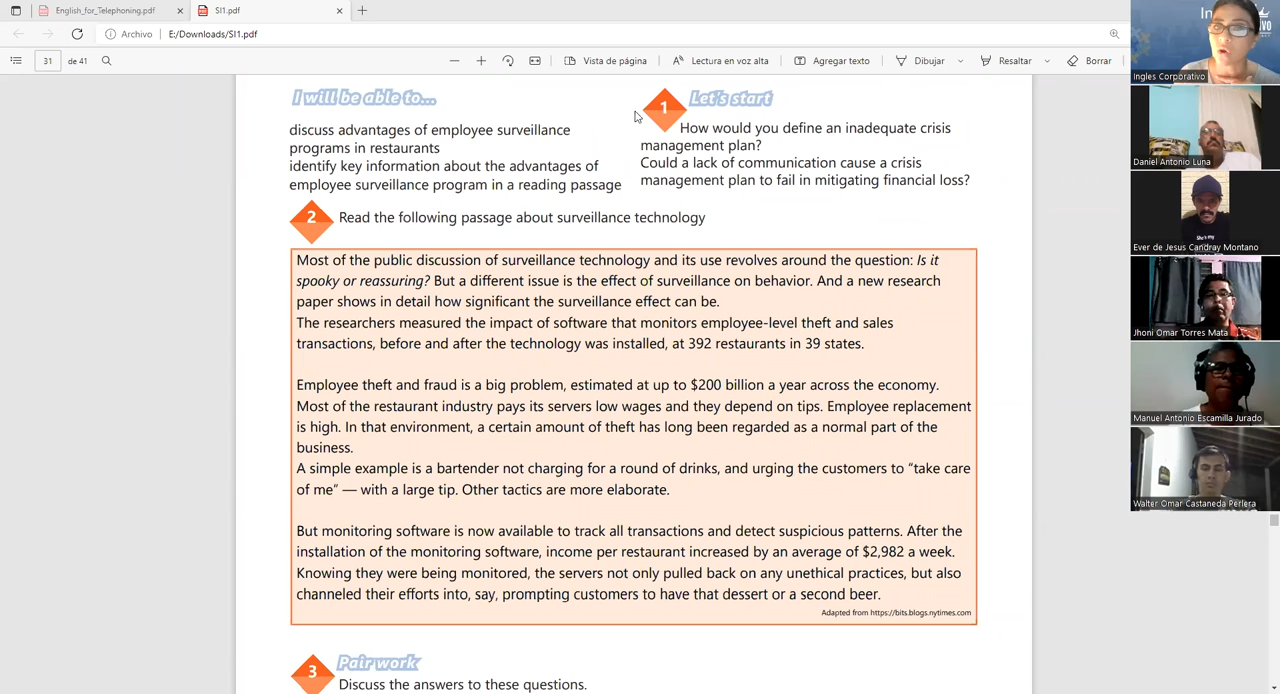 English_for_Telephoning.pdf
SI1.pdf
Archivo
E:/Downloads/SI1.pdf
31
de 41
Vista de página
Lectura en voz alta
Agregar texto
Dibujar
Resaltar
Borrar
I will be able to...
discuss advantages of employee surveillance
programs in restaurants
identify key information about the advantages of
employee surveillance program in a reading passage
1
Let's start
How would you define an inadequate crisis
management plan?
Could a lack of communication cause a crisis
management plan to fail in mitigating financial loss?
2
Read the following passage about surveillance technology
Most of the public discussion of surveillance technology and its use revolves around the question: Is it
spooky or reassuring? But a different issue is the effect of surveillance on behavior. And a new research
paper shows in detail how significant the surveillance effect can be.
The researchers measured the impact of software that monitors employee-level theft and sales
transactions, before and after the technology was installed, at 392 restaurants in 39 states.
Employee theft and fraud is a big problem, estimated at up to $200 billion a year across the economy.
Most of the restaurant industry pays its servers low wages and they depend on tips. Employee replacement
is high. In that environment, a certain amount of theft has long been regarded as a normal part of the
business.
A simple example is a bartender not charging for a round of drinks, and urging the customers to “take care
of me” — with a large tip. Other tactics are more elaborate.
But monitoring software is now available to track all transactions and detect suspicious patterns. After the
installation of the monitoring software, income per restaurant increased by an average of $2,982 a week.
Knowing they were being monitored, the servers not only pulled back on any unethical practices, but also
channeled their efforts into, say, prompting customers to have that dessert or a second beer.
Adapted from https://bits.blogs.nytimes.com
3
Pair work
Discuss the answers to these questions.
Ingles Corporativo
Daniel Antonio Luna
She's my
Ever de Jesus Candray Montano
Jhoni Omar Torres Mata
Manuel Antonio Escamilla Jurado
Walter Omar Castaneda Perlera